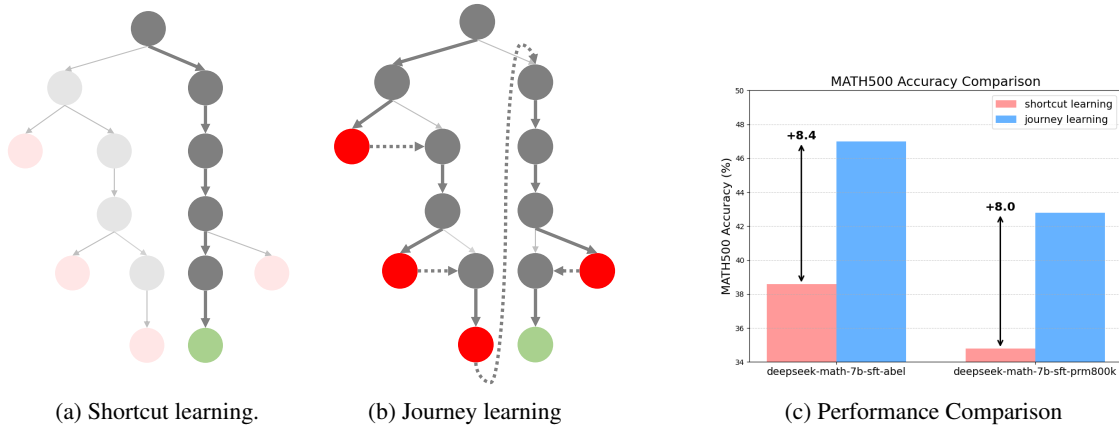 MATH500 Accuracy Comparison
MATH500 Accuracy (%)
50
48
46
44
42
40
38
36
34
shortcut learning
journey learning
+8.4
+8.0
deepseek-math-7b-sft-abel
deepseek-math-7b-sft-prm800k
(a) Shortcut learning.
(b) Journey learning
(c) Performance Comparison